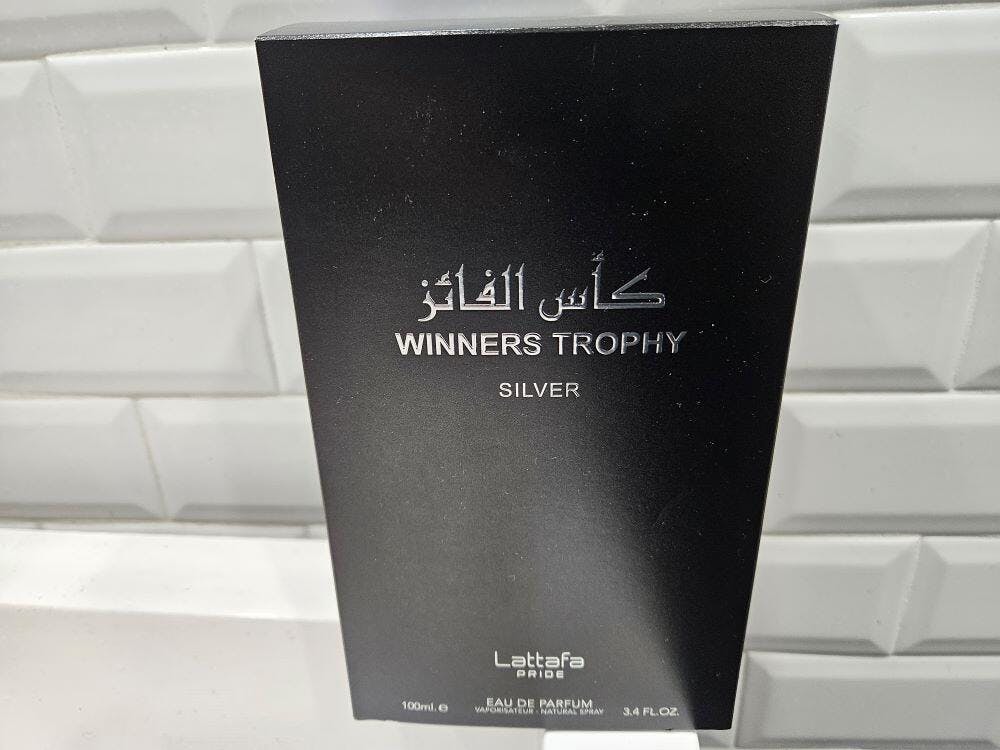 كأس الفائز
WINNERS TROPHY
SILVER
Lattafa
PRIDE
100ml. e EAU DE PARFUM 3.4 FL.OZ.
VAPORISATEUR - NATURAL SPRAY